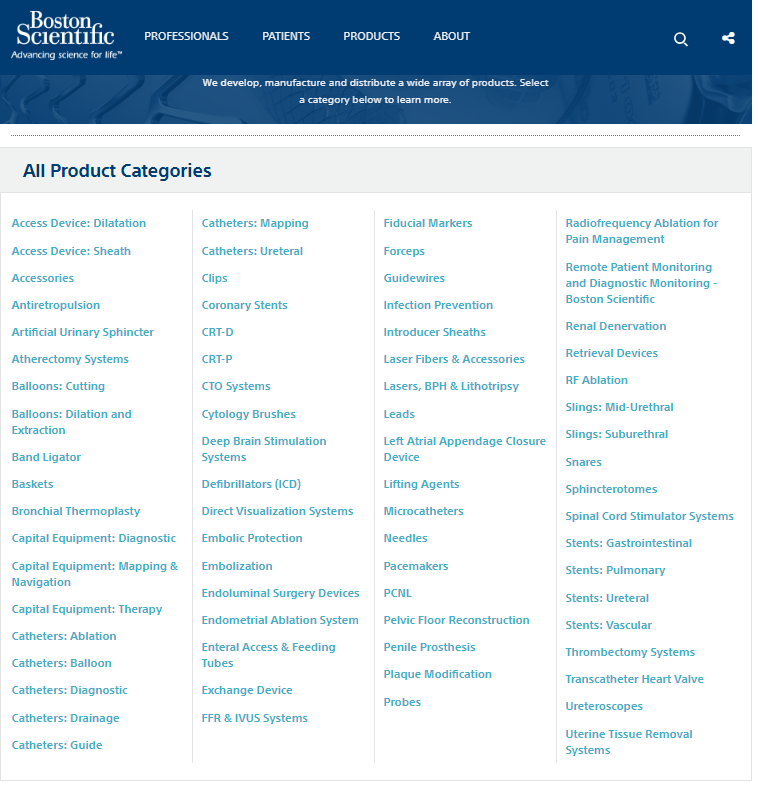 Boston
Scientific
Advancing science for life™
PROFESSIONALS
PATIENTS
PRODUCTS
ABOUT
We develop, manufacture and distribute a wide array of products. Select
a category below to learn more.
All Product Categories
Access Device: Dilatation
Access Device: Sheath
Accessories
Antiretropulsion
Artificial Urinary Sphincter
Atherectomy Systems
Balloons: Cutting
Balloons: Dilation and
Extraction
Band Ligator
Baskets
Bronchial Thermoplasty
Capital Equipment: Diagnostic
Capital Equipment: Mapping &
Navigation
Capital Equipment: Therapy
Catheters: Ablation
Catheters: Balloon
Catheters: Diagnostic
Catheters: Drainage
Catheters: Guide
Catheters: Mapping
Catheters: Ureteral
Clips
Coronary Stents
CRT-D
CRT-P
CTO Systems
Cytology Brushes
Deep Brain Stimulation
Systems
Defibrillators (ICD)
Direct Visualization Systems
Embolic Protection
Embolization
Endoluminal Surgery Devices
Endometrial Ablation System
Enteral Access & Feeding
Tubes
Exchange Device
FFR & IVUS Systems
Fiducial Markers
Forceps
Guidewires
Infection Prevention
Introducer Sheaths
Laser Fibers & Accessories
Lasers, BPH & Lithotripsy
Leads
Left Atrial Appendage Closure
Device
Lifting Agents
Microcatheters
Needles
Pacemakers
PCNL
Pelvic Floor Reconstruction
Penile Prosthesis
Plaque Modification
Probes
Radiofrequency Ablation for
Pain Management
Remote Patient Monitoring
and Diagnostic Monitoring -
Boston Scientific
Renal Denervation
Retrieval Devices
RF Ablation
Slings: Mid-Urethral
Slings: Suburethral
Snares
Sphincterotomes
Spinal Cord Stimulator Systems
Stents: Gastrointestinal
Stents: Pulmonary
Stents: Ureteral
Stents: Vascular
Thrombectomy Systems
Transcatheter Heart Valve
Ureteroscopes
Uterine Tissue Removal
Systems